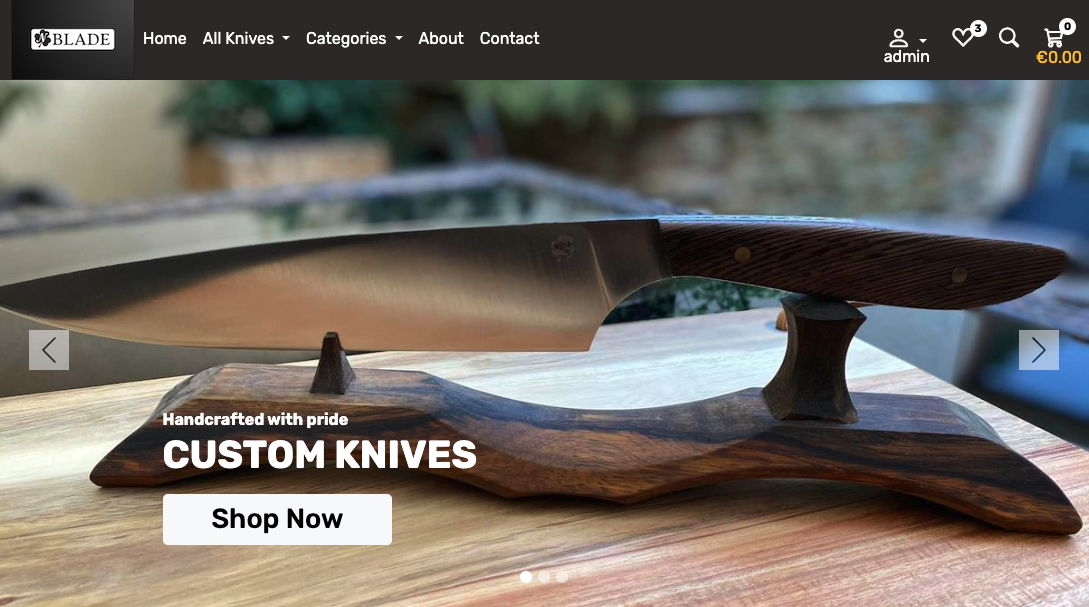 BLADE
Home
All Knives
Categories
About
Contact
admin
3
0
€0.00
Handcrafted with pride
CUSTOM KNIVES
Shop Now